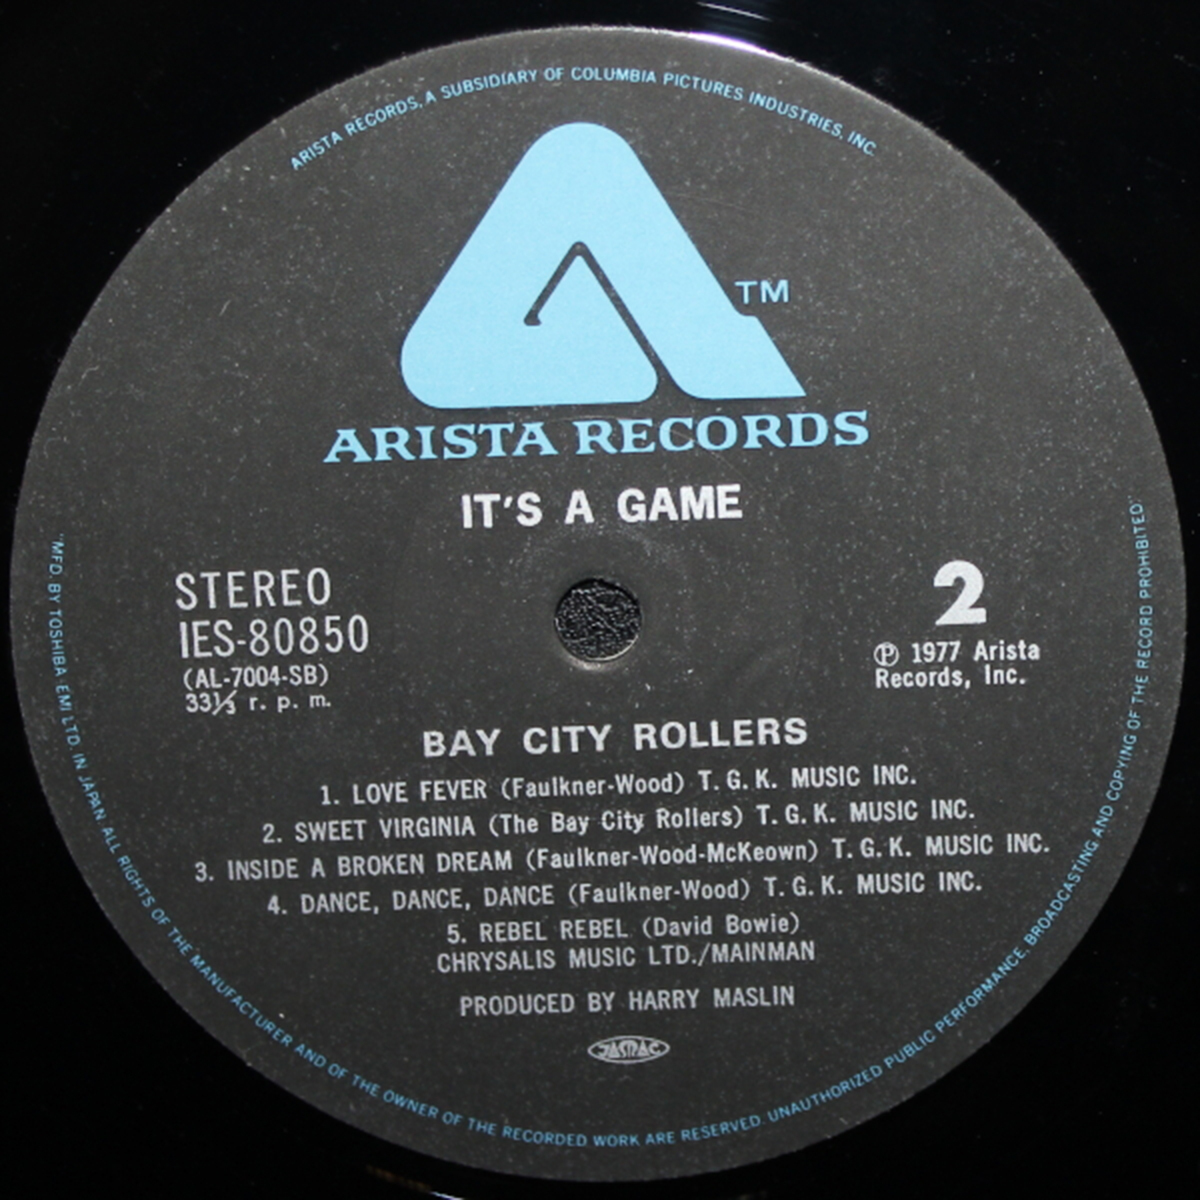 ARISTA RECORDS, A SUBSIDIARY OF COLUMBIA PICTURES INDUSTRIES, INC.
TM
ARISTA RECORDS
IT'S A GAME
STEREO
IES-80850
(AL-7004-SB)
33⅓ r. p. m.
2
Ⓟ 1977 Arista
Records, Inc.
BAY CITY ROLLERS
1. LOVE FEVER (Faulkner-Wood) T. G. K. MUSIC INC.
2. SWEET VIRGINIA (The Bay City Rollers) T. G. K. MUSIC INC.
3. INSIDE A BROKEN DREAM (Faulkner-Wood-McKeown) T. G. K. MUSIC INC.
4. DANCE, DANCE, DANCE (Faulkner-Wood) T. G. K. MUSIC INC.
5. REBEL REBEL (David Bowie)
CHRYSALIS MUSIC LTD./MAINMAN
PRODUCED BY HARRY MASLIN
JASRAC
"MFD. BY TOSHIBA EMI LTD. IN JAPAN ALL RIGHTS OF THE MANUFACTURER AND OF THE OWNER OF THE RECORDED WORK ARE RESERVED. UNAUTHORIZED PUBLIC PERFORMANCE, BROADCASTING AND COPYING OF THE RECORD PROHIBITED"